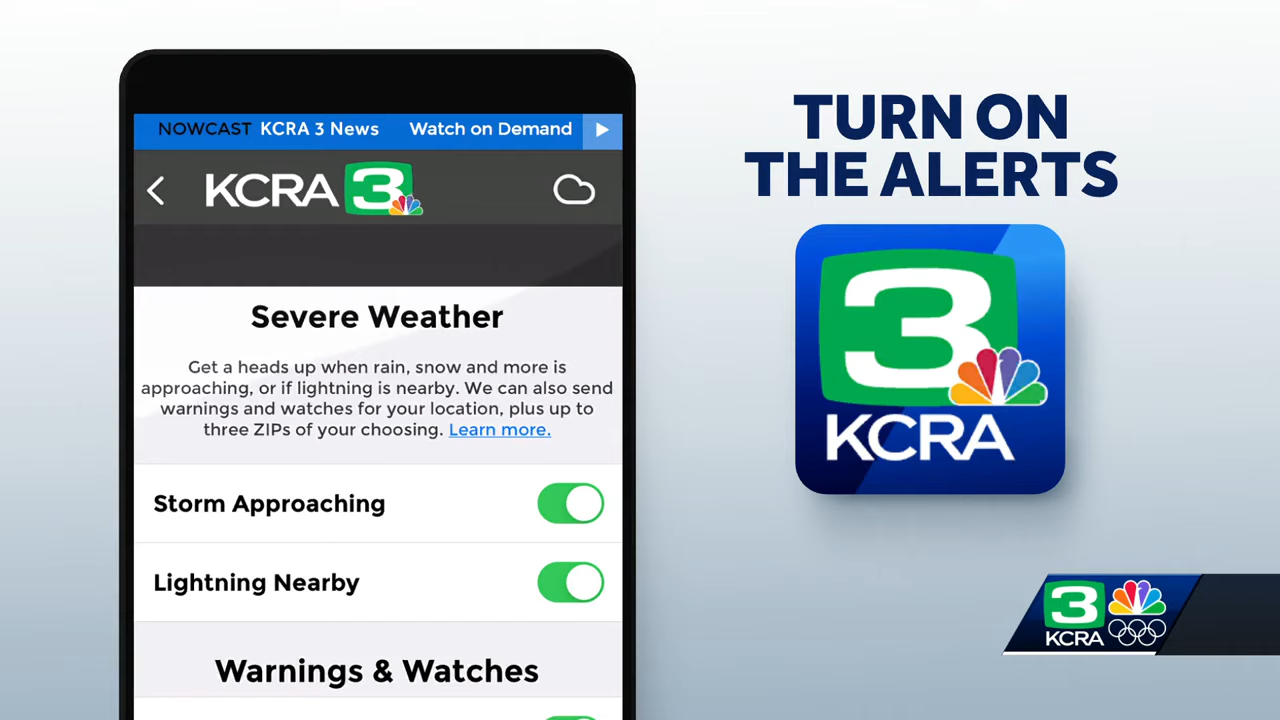 NOWCAST KCRA 3 News Watch on Demand
KCRA 3
Severe Weather
Get a heads up when rain, snow and more is
approaching, or if lightning is nearby. We can also send
warnings and watches for your location, plus up to
three ZIPs of your choosing. Learn more.
Storm Approaching
Lightning Nearby
Warnings & Watches
TURN ON
THE ALERTS
3
KCRA
3
KCRA